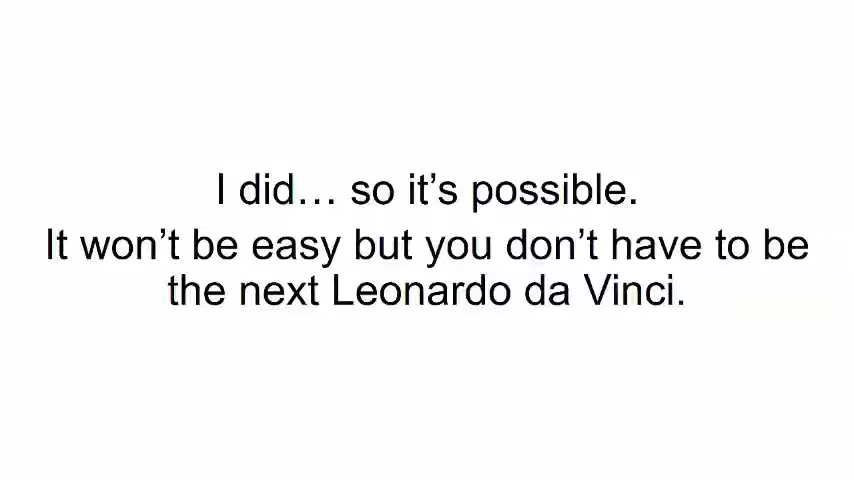 I did… so it’s possible.
It won’t be easy but you don’t have to be
the next Leonardo da Vinci.